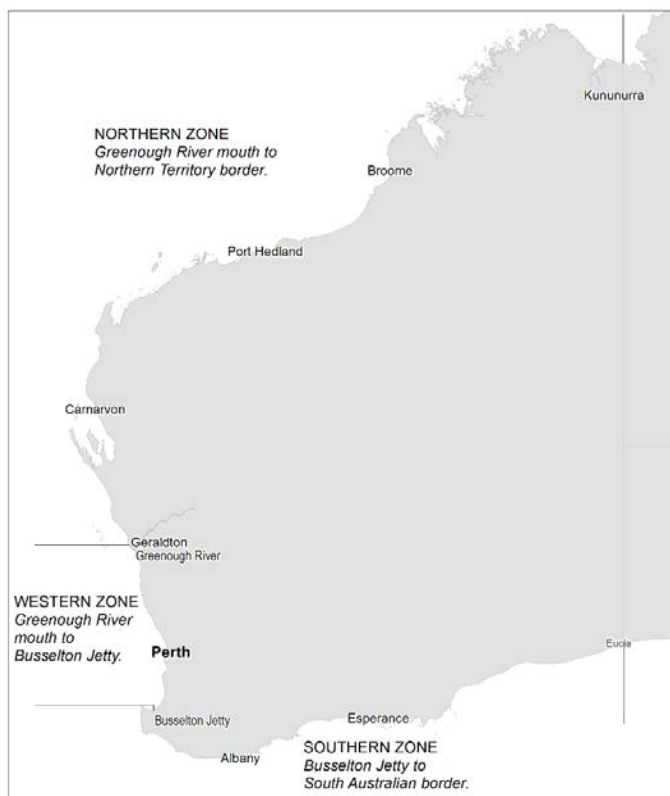 Kununurra
NORTHERN ZONE
Greenough River mouth to
Northern Territory border.
Broome
Port Hedland
Carnarvon
Geraldton
Greenough River
WESTERN ZONE
Greenough River
mouth to
Busselton Jetty.
Perth
Eucla
Busselton Jetty
Esperance
Albany
SOUTHERN ZONE
Busselton Jetty to
South Australian border.